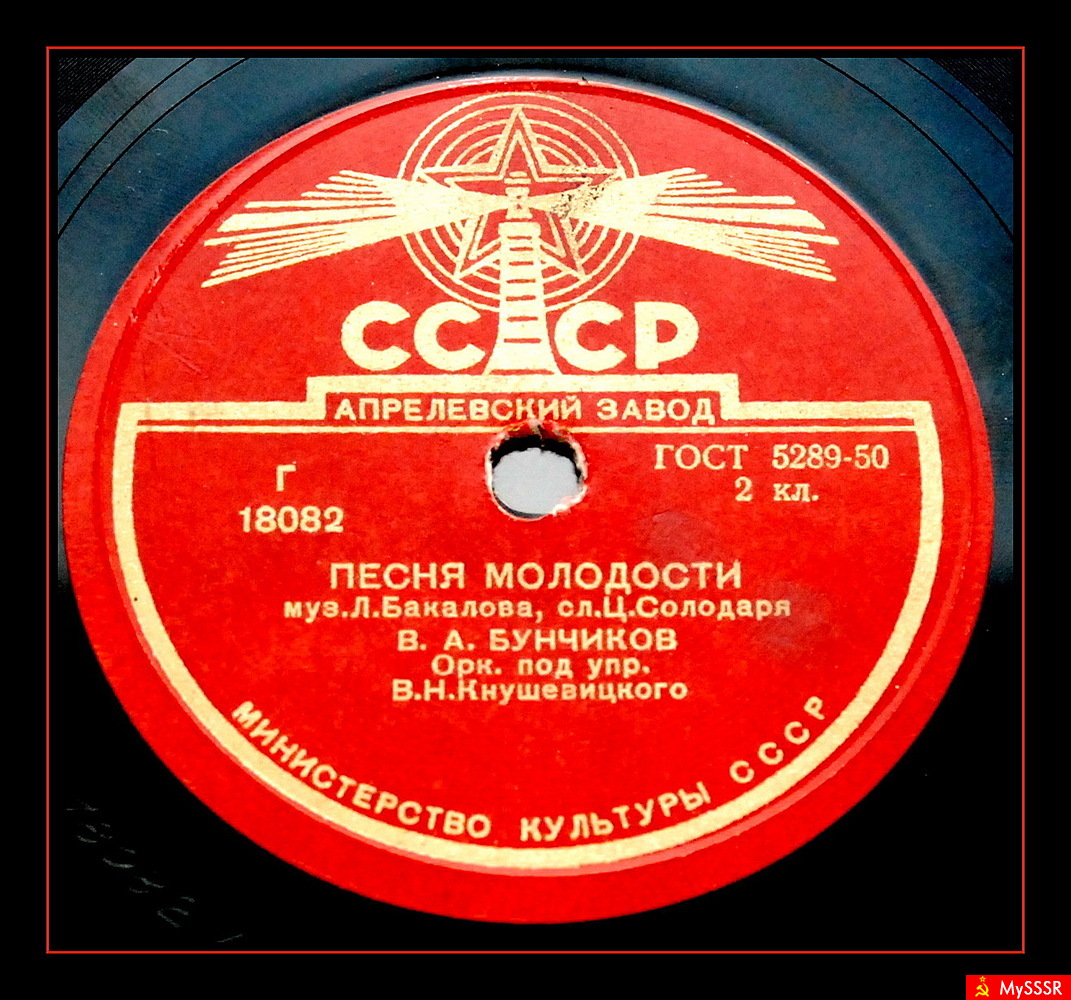 СССР
АПРЕЛЕВСКИЙ ЗАВОД
ГОСТ 5289-50
2 кл.
Г
18082
ПЕСНЯ МОЛОДОСТИ
муз.Л.Бакалова, сл.Ц.Солодаря
В. А. БУНЧИКОВ
Орк. под упр.
В.Н.Кнушевицкого
МИНИСТЕРСТВО КУЛЬТУРЫ СССР
MySSSR